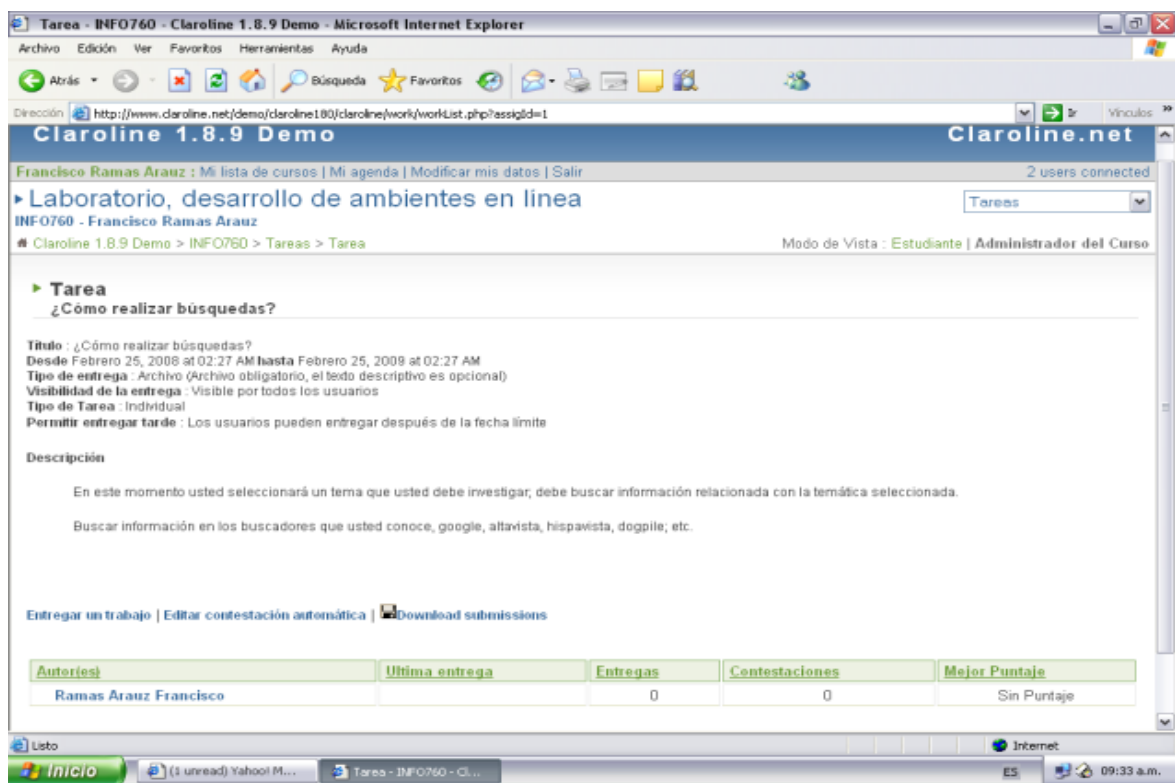 Tarea - INFO760 - Claroline 1.8.9 Demo - Microsoft Internet Explorer
Archivo Edición Ver Favoritos Herramientas Ayuda
Atrás Búsqueda Favoritos
Dirección http://www.claroline.net/demo/claroline180/claroline/work/workList.php?assigId=1 Ir Vínculos »
Claroline 1.8.9 Demo Claroline.net
Francisco Ramas Arauz : Mi lista de cursos | Mi agenda | Modificar mis datos | Salir 2 users connected
Laboratorio, desarrollo de ambientes en línea Tareas
INFO760 - Francisco Ramas Arauz
Claroline 1.8.9 Demo > INFO760 > Tareas > Tarea Modo de Vista : Estudiante | Administrador del Curso
Tarea
¿Cómo realizar búsquedas?
Título : ¿Cómo realizar búsquedas?
Desde Febrero 25, 2008 at 02:27 AM hasta Febrero 25, 2009 at 02:27 AM
Tipo de entrega : Archivo (Archivo obligatorio, el texto descriptivo es opcional)
Visibilidad de la entrega : Visible por todos los usuarios
Tipo de Tarea : Individual
Permitir entregar tarde : Los usuarios pueden entregar después de la fecha límite
Descripción
En este momento usted seleccionará un tema que usted debe investigar, debe buscar información relacionada con la temática seleccionada.
Buscar información en los buscadores que usted conoce, google, altavista, hispavista, dogpile; etc.
Entregar un trabajo | Editar contestación automática | Download submissions
Autor(es) Ultima entrega Entregas Contestaciones Mejor Puntaje
Ramas Arauz Francisco 0 0 Sin Puntaje
Listo Internet
Inicio (1 unread) Yahoo! M... Tarea - INFO760 - Cl... ES 09:33 a.m.